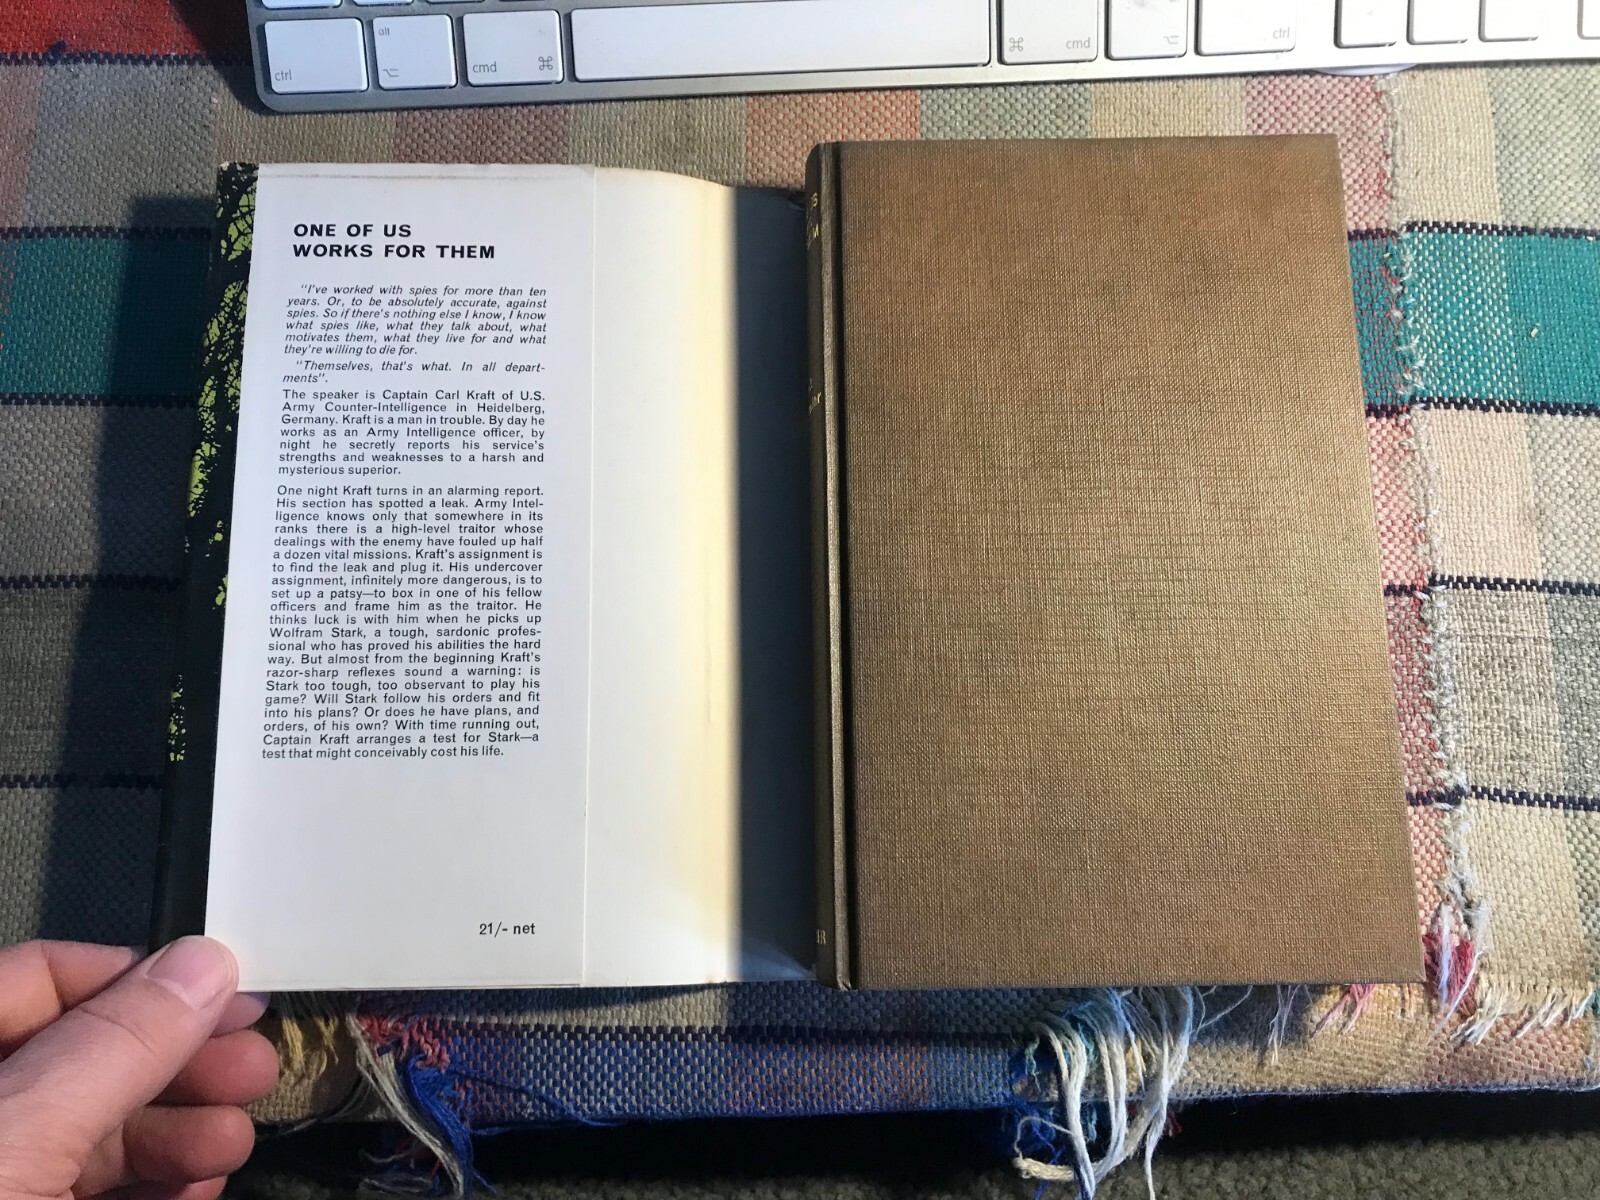 ctrl
alt
cmd
cmd
ctrl
ONE OF US
WORKS FOR THEM
"I've worked with spies for more than ten
years. Or, to be absolutely accurate, against
spies. So if there's nothing else I know, I know
what spies like, what they talk about, what
motivates them, what they live for and what
they're willing to die for.
"Themselves, that's what. In all depart-
ments".
The speaker is Captain Carl Kraft of U.S.
Army Counter-Intelligence in Heidelberg,
Germany. Kraft is a man in trouble. By day he
works as an Army Intelligence officer, by
night he secretly reports his service's
strengths and weaknesses to a harsh and
mysterious superior.
One night Kraft turns in an alarming report.
His section has spotted a leak. Army Intel-
ligence knows only that somewhere in its
ranks there is a high-level traitor whose
dealings with the enemy have fouled up half
a dozen vital missions. Kraft's assignment is
to find the leak and plug it. His undercover
assignment, infinitely more dangerous, is to
set up a patsy—to box in one of his fellow
officers and frame him as the traitor. He
thinks luck is with him when he picks up
Wolfram Stark, a tough, sardonic profes-
sional who has proved his abilities the hard
way. But almost from the beginning Kraft's
razor-sharp reflexes sound a warning: is
Stark too tough, too observant to play his
game? Will Stark follow his orders and fit
into his plans? Or does he have plans, and
orders, of his own? With time running out,
Captain Kraft arranges a test for Stark—a
test that might conceivably cost his life.
21/- net